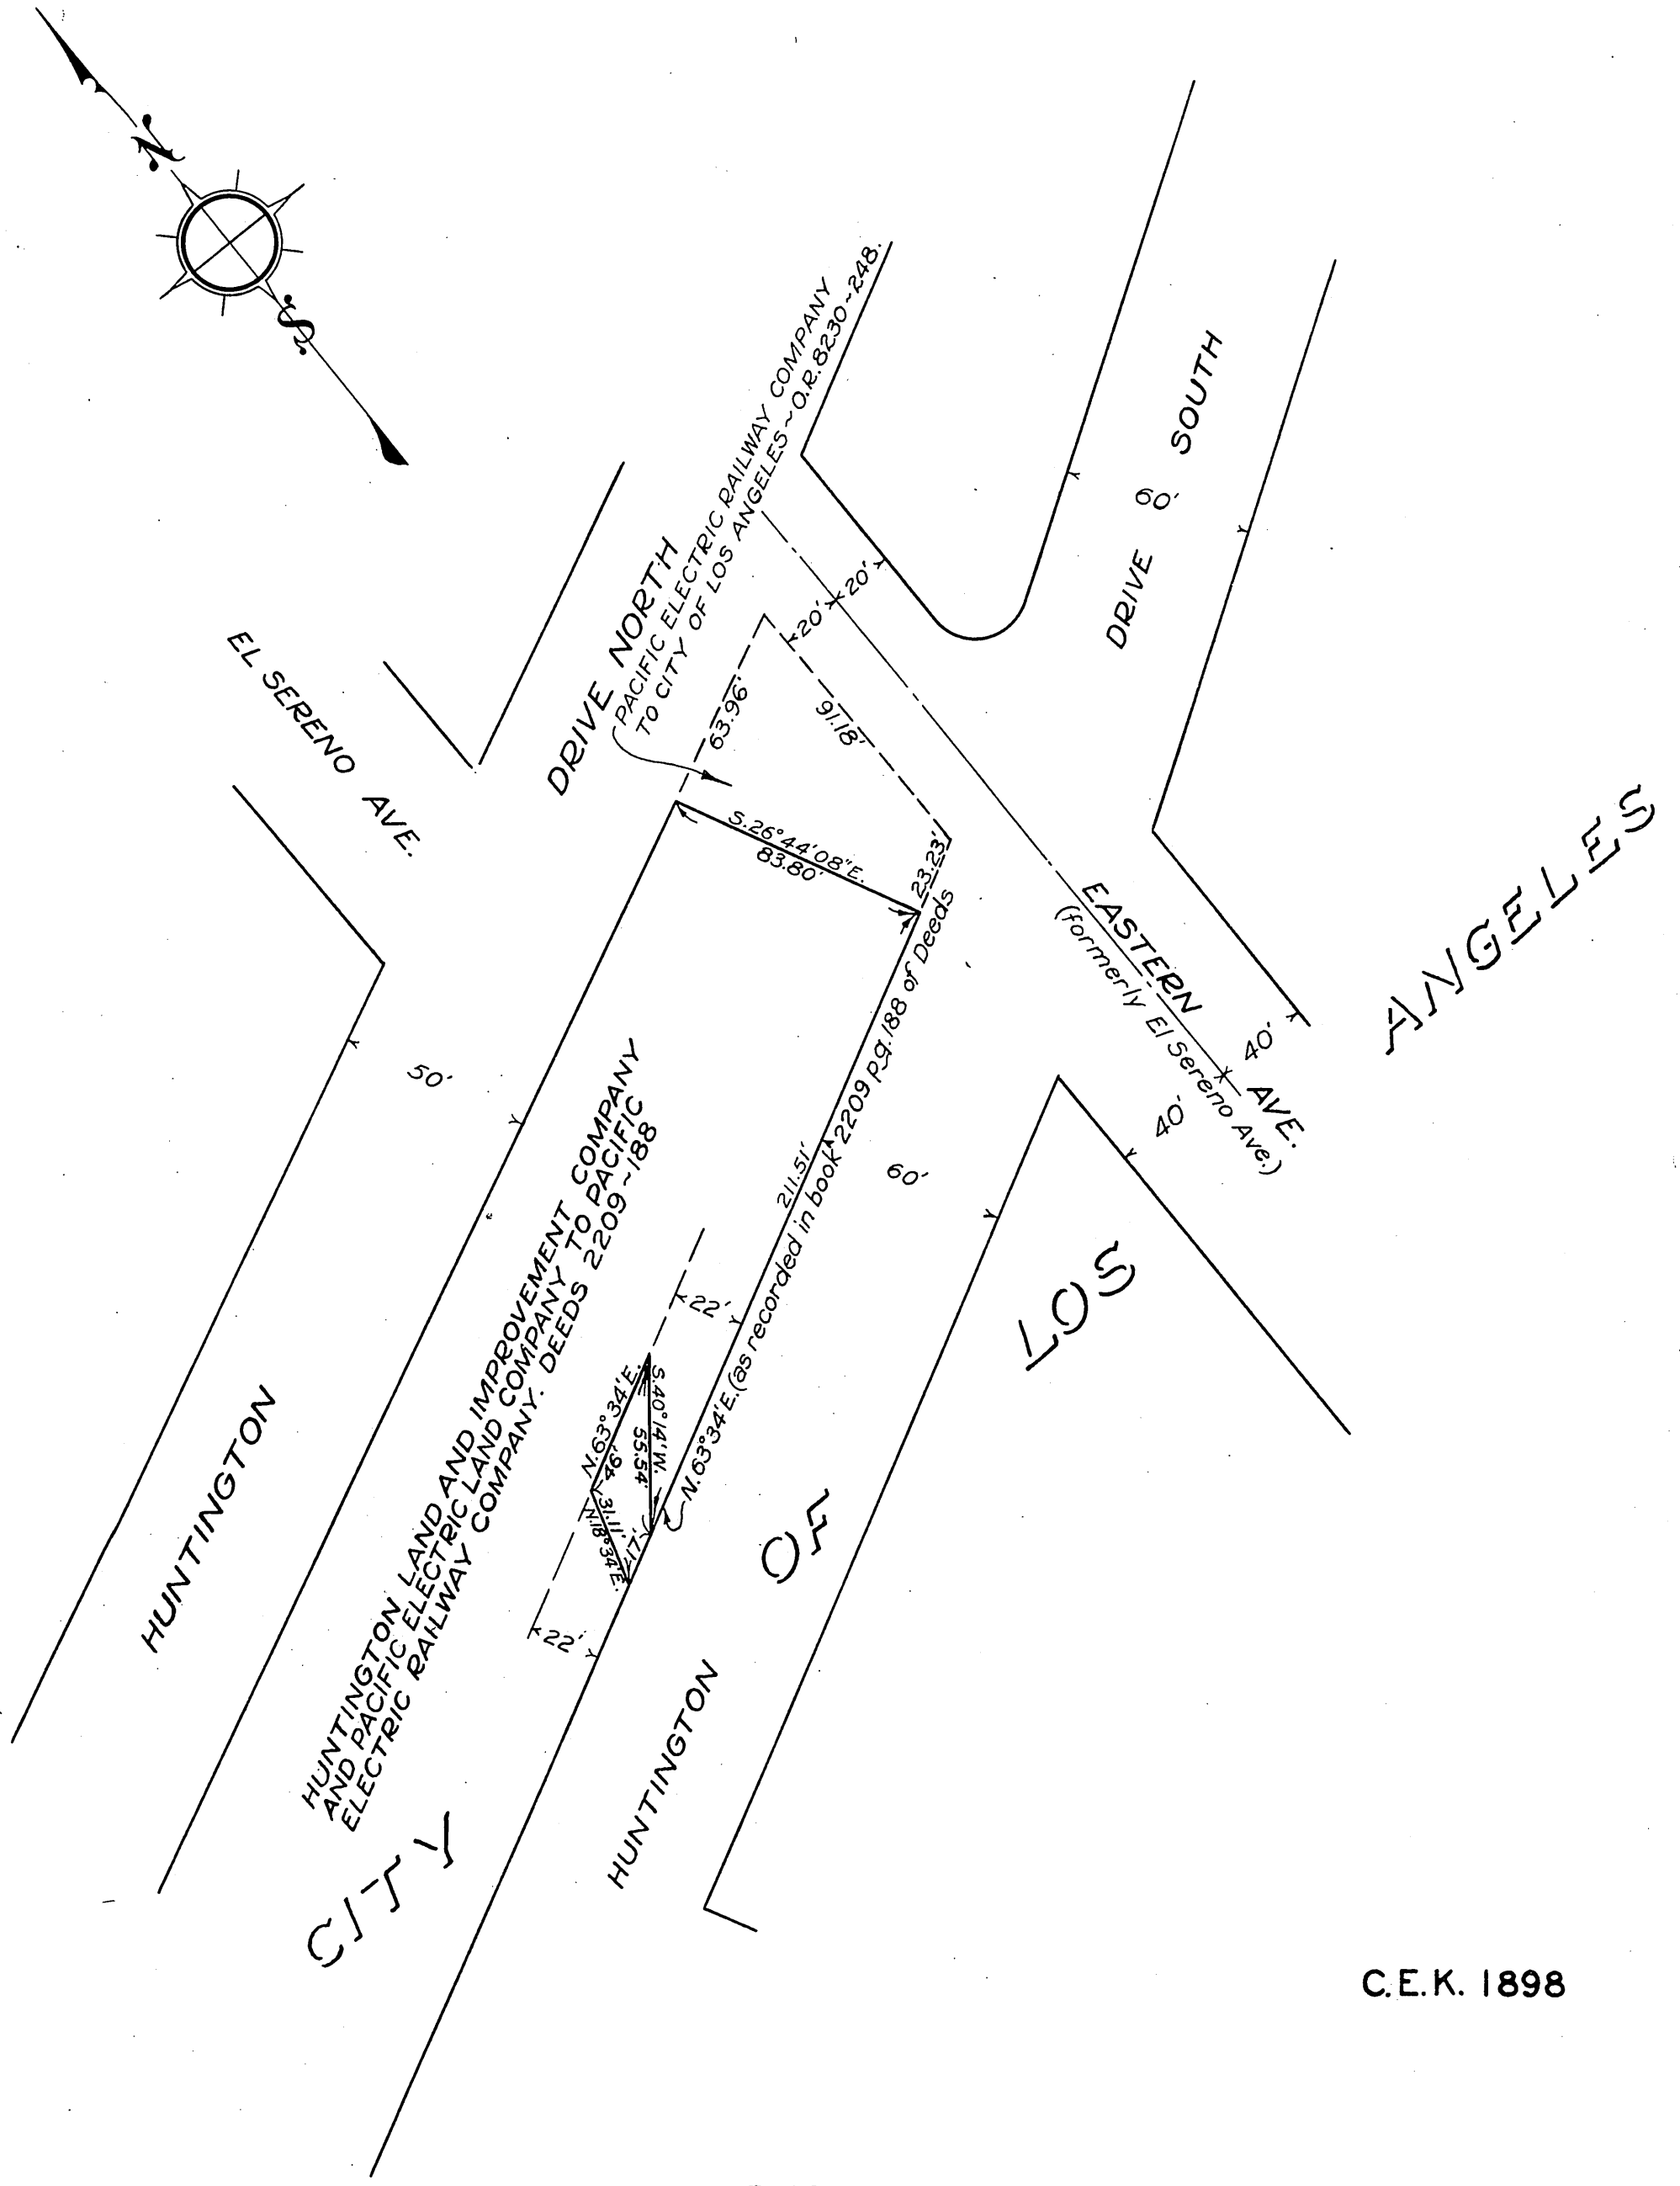 N
S.
EL SERENO AVE.
DRIVE NORTH
PACIFIC ELECTRIC RAILWAY COMPANY
TO CITY OF LOS ANGELES ~ O.R. 8230 ~ 248.
DRIVE 60' SOUTH
20'
20'
63.96'
91.18'
S.26°44'08"E.
83.80'
23.23'
EASTERN AVE.
(formerly El Sereno Ave.)
40'
40'
50'
60'
HUNTINGTON
HUNTINGTON LAND AND IMPROVEMENT COMPANY
AND PACIFIC ELECTRIC LAND COMPANY TO PACIFIC
ELECTRIC RAILWAY COMPANY. DEEDS 2209~188
211.51'
N.63°34'E.(as recorded in book 2209 pg.188 of Deeds
22'
N.63°34'E.
46'
S.40°14'W.
55.54'
31.11'
N.18°34'E.
17.'
22'
HUNTINGTON
CITY OF LOS ANGELES
C.E.K. 1898